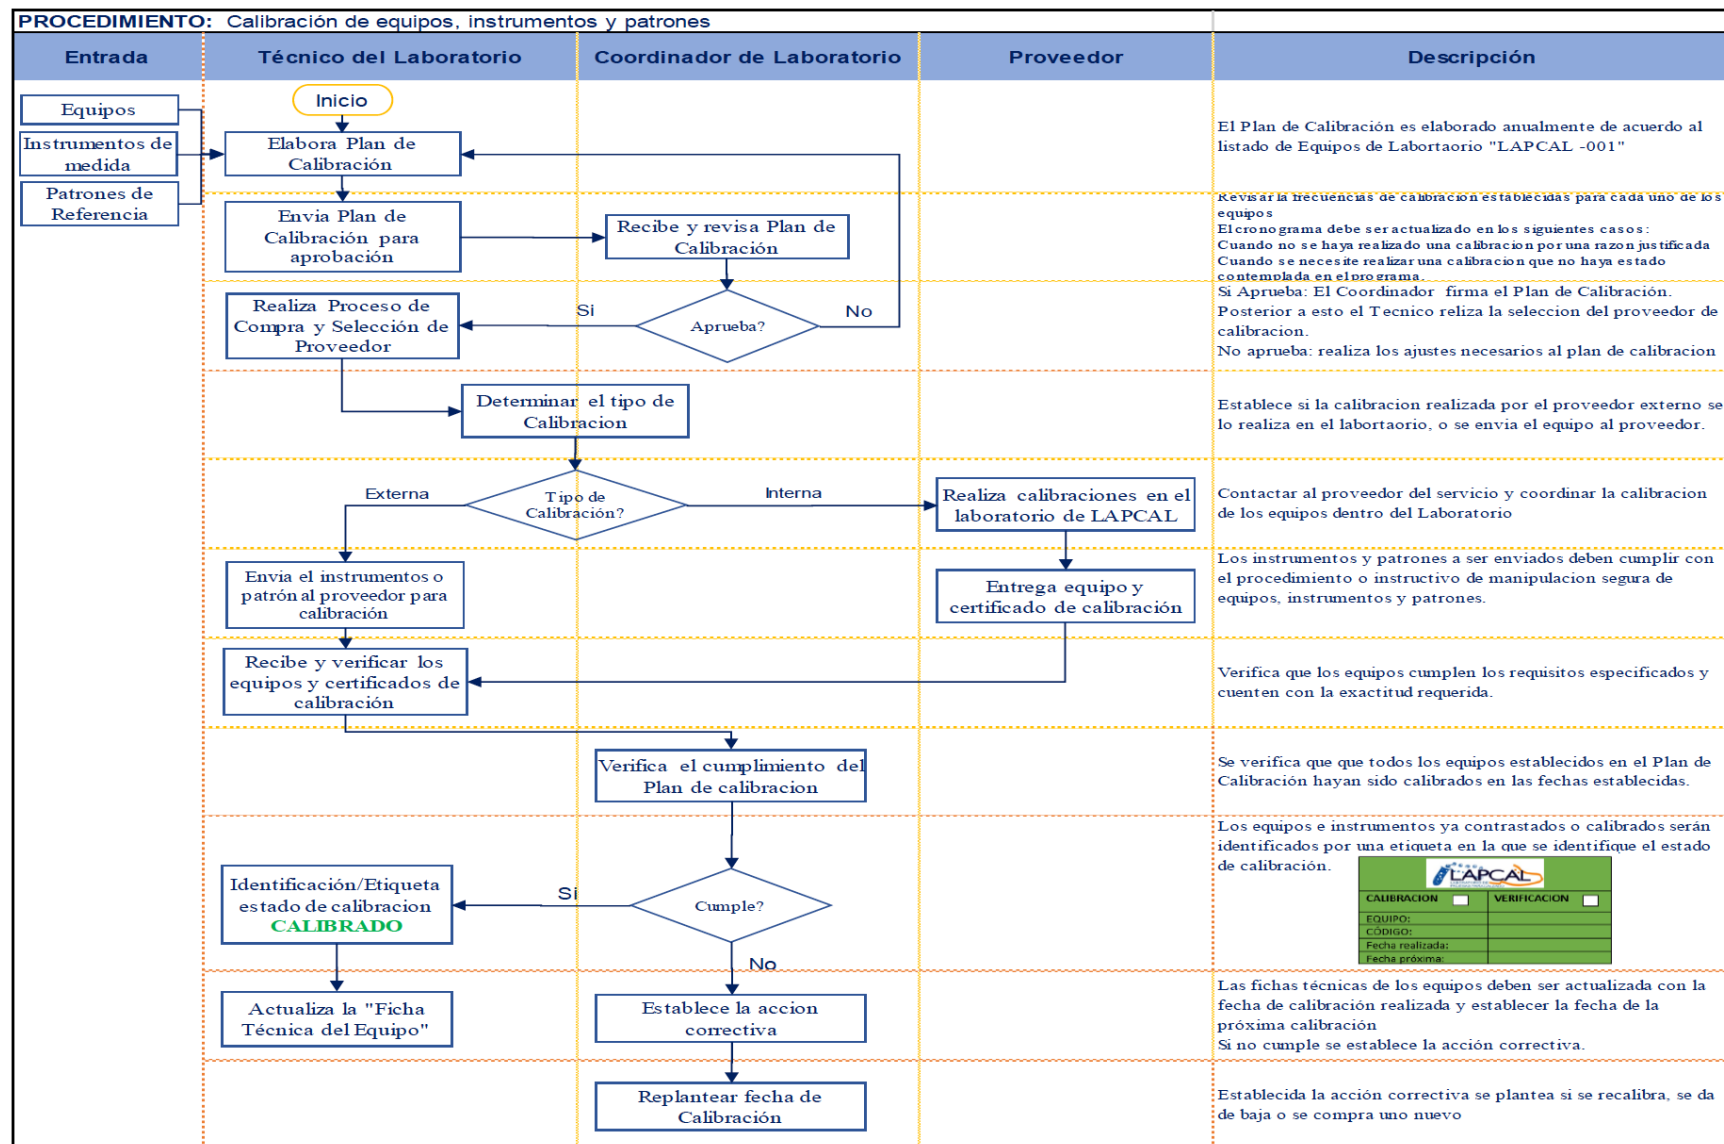 PROCEDIMIENTO: Calibración de equipos, instrumentos y patrones
Entrada
Técnico del Laboratorio
Coordinador de Laboratorio
Proveedor
Descripción
Equipos
Instrumentos de
medida
Patrones de
Referencia
Inicio
Elabora Plan de
Calibración
El Plan de Calibración es elaborado anualmente de acuerdo al
listado de Equipos de Labortaorio "LAPCAL -001"
Envia Plan de
Calibración para
aprobación
Recibe y revisa Plan de
Calibración
Revisar la frecuencias de calibracion establecidas para cada uno de los
equipos
El cronograma debe ser actualizado en los siguientes casos:
Cuando no se haya realizado una calibracion por una razon justificada
Cuando se necesite realizar una calibracion que no haya estado
contemplada en el programa.
Realiza Proceso de
Compra y Selección de
Proveedor
Si
Aprueba?
No
Si Aprueba: El Coordinador firma el Plan de Calibración.
Posterior a esto el Tecnico reliza la seleccion del proveedor de
calibracion.
No aprueba: realiza los ajustes necesarios al plan de calibracion
Determinar el tipo de
Calibracion
Establece si la calibracion realizada por el proveedor externo se
lo realiza en el labortaorio, o se envia el equipo al proveedor.
Externa
Tipo de
Calibración?
Interna
Realiza calibraciones en el
laboratorio de LAPCAL
Contactar al proveedor del servicio y coordinar la calibracion
de los equipos dentro del Laboratorio
Envia el instrumentos o
patrón al proveedor para
calibración
Entrega equipo y
certificado de calibración
Los instrumentos y patrones a ser enviados deben cumplir con
el procedimiento o instructivo de manipulacion segura de
equipos, instrumentos y patrones.
Recibe y verificar los
equipos y certificados de
calibración
Verifica que los equipos cumplen los requisitos especificados y
cuenten con la exactitud requerida.
Verifica el cumplimiento del
Plan de calibracion
Se verifica que que todos los equipos establecidos en el Plan de
Calibración hayan sido calibrados en las fechas establecidas.
Identificación/Etiqueta
estado de calibracion
CALIBRADO
Si
Cumple?
No
Los equipos e instrumentos ya contrastados o calibrados serán
identificados por una etiqueta en la que se identifique el estado
de calibración.
LAPCAL
CALIBRACION
VERIFICACION
EQUIPO:
CÓDIGO:
Fecha realizada:
Fecha próxima:
Actualiza la "Ficha
Técnica del Equipo"
Establece la accion
correctiva
Las fichas técnicas de los equipos deben ser actualizada con la
fecha de calibración realizada y establecer la fecha de la
próxima calibración
Si no cumple se establece la acción correctiva.
Replantear fecha de
Calibración
Establecida la acción correctiva se plantea si se recalibra, se da
de baja o se compra uno nuevo